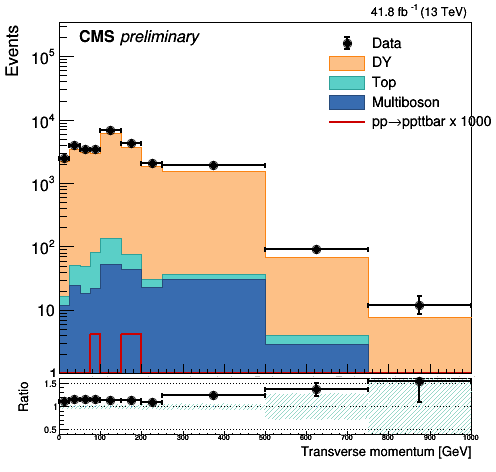 41.8 fb⁻¹ (13 TeV)
CMS preliminary
Events
Data
DY
Top
Multiboson
pp→ppttbar x 1000
10⁵
10⁴
10³
10²
10
1
Ratio
1.5
1
0.5
0 100 200 300 400 500 600 700 800 900 1000
Transverse momentum [GeV]